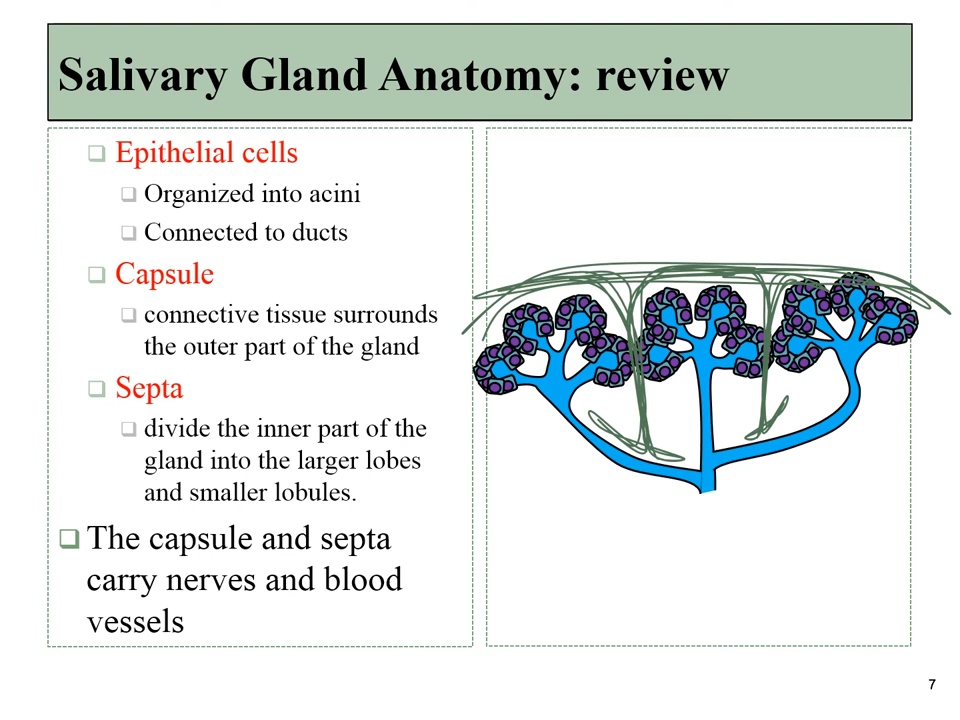 Salivary Gland Anatomy: review
Epithelial cells
Organized into acini
Connected to ducts
Capsule
connective tissue surrounds
the outer part of the gland
Septa
divide the inner part of the
gland into the larger lobes
and smaller lobules.
The capsule and septa
carry nerves and blood
vessels
7